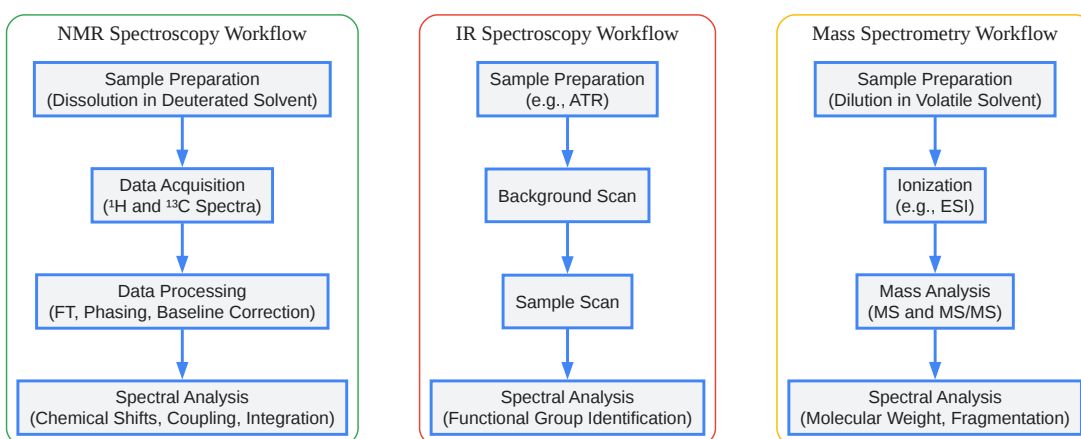 NMR Spectroscopy Workflow
Sample Preparation
(Dissolution in Deuterated Solvent)
Data Acquisition
(¹H and ¹³C Spectra)
Data Processing
(FT, Phasing, Baseline Correction)
Spectral Analysis
(Chemical Shifts, Coupling, Integration)
IR Spectroscopy Workflow
Sample Preparation
(e.g., ATR)
Background Scan
Sample Scan
Spectral Analysis
(Functional Group Identification)
Mass Spectrometry Workflow
Sample Preparation
(Dilution in Volatile Solvent)
Ionization
(e.g., ESI)
Mass Analysis
(MS and MS/MS)
Spectral Analysis
(Molecular Weight, Fragmentation)